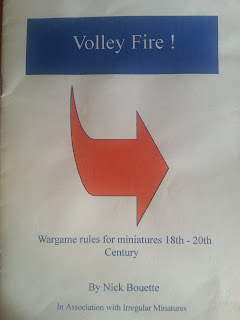 Volley Fire !
Wargame rules for miniatures 18th - 20th
Century
By Nick Bouette
In Association with Irregular Minatures